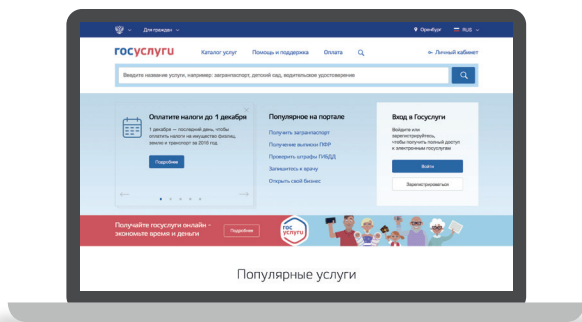 Для граждан
Оренбург
RUS
госуслуги
Каталог услуг
Помощь и поддержка
Оплата
Личный кабинет
Введите название услуги, например: загранпаспорт, детский сад, водительское удостоверение
Оплатите налоги до 1 декабря
1 декабря — последний день, чтобы
оплатить налоги на имущество физлиц,
землю и транспорт за 2018 год.
Подробнее
Популярное на портале
Получить загранпаспорт
Получение выписки ПФР
Проверить штрафы ГИБДД
Запишитесь к врачу
Открыть свой бизнес
Вход в Госуслуги
Войдите или
зарегистрируйтесь,
чтобы получить полный доступ
к электронным госуслугам
Войти
Зарегистрироваться
Получайте госуслуги онлайн –
экономьте время и деньги
Подробнее
гос
услуги
Популярные услуги